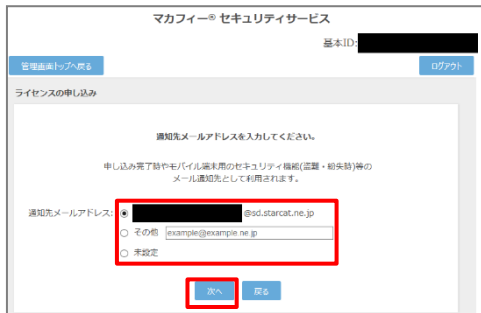 マカフィー® セキュリティサービス
基本ID:
管理画面トップへ戻る
ログアウト
ライセンスの申し込み
通知先メールアドレスを入力してください。
申し込み完了時やモバイル端末用のセキュリティ機能(盗難・紛失時)等の
メール通知先として利用されます。
通知先メールアドレス: @sd.starcat.ne.jp
その他 example@example.ne.jp
未設定
次へ 戻る